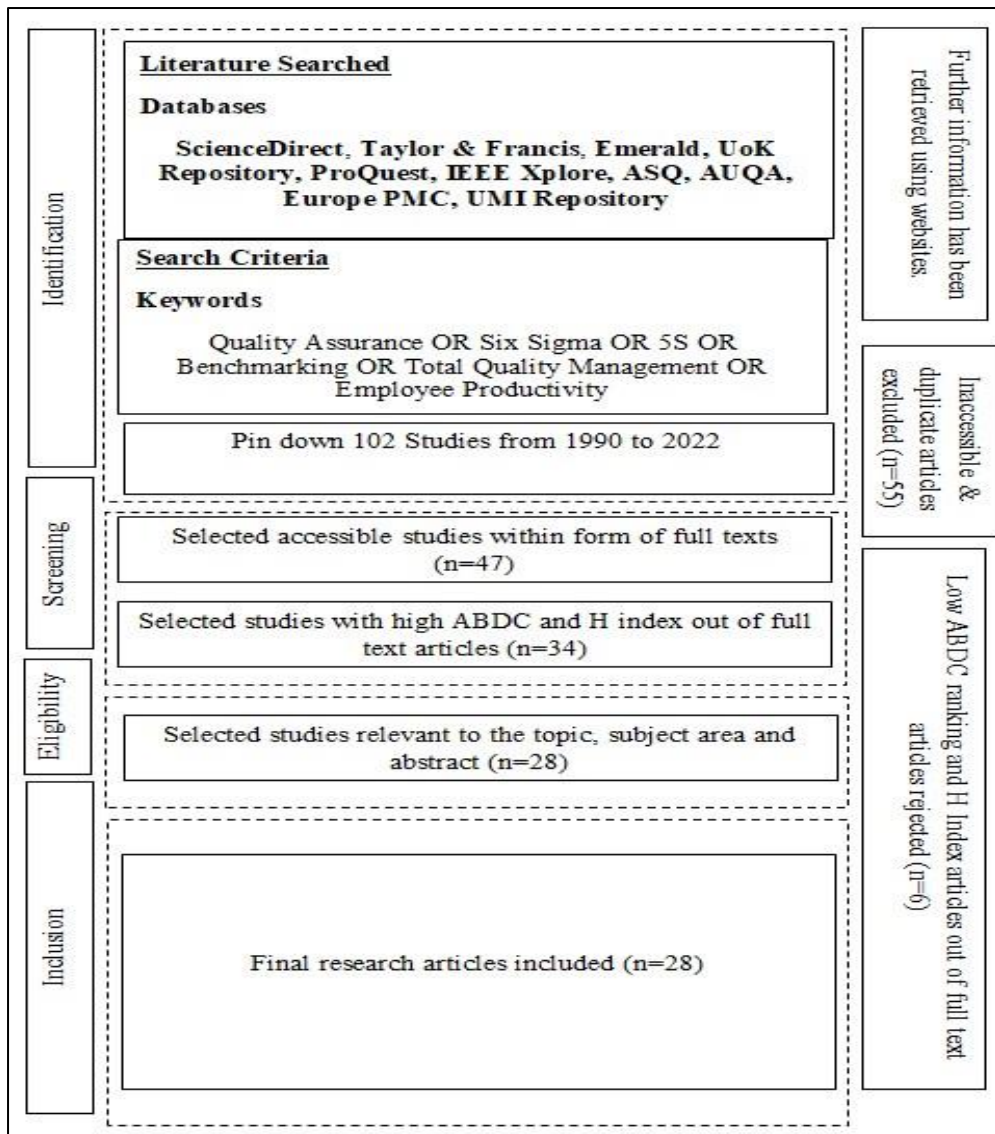 Identification
Literature Searched
Databases
ScienceDirect, Taylor & Francis, Emerald, UoK
Repository, ProQuest, IEEE Xplore, ASQ, AUQA,
Europe PMC, UMI Repository
Search Criteria
Keywords
Quality Assurance OR Six Sigma OR 5S OR
Benchmarking OR Total Quality Management OR
Employee Productivity
Pin down 102 Studies from 1990 to 2022
Further information has been
retrieved using websites.
Inaccessible &
duplicate articles
excluded (n=55)
Screening
Selected accessible studies within form of full texts
(n=47)
Selected studies with high ABDC and H index out of full
text articles (n=34)
Low ABDC ranking and H Index articles out of full text
articles rejected (n=6)
Eligibility
Selected studies relevant to the topic, subject area and
abstract (n=28)
Inclusion
Final research articles included (n=28)